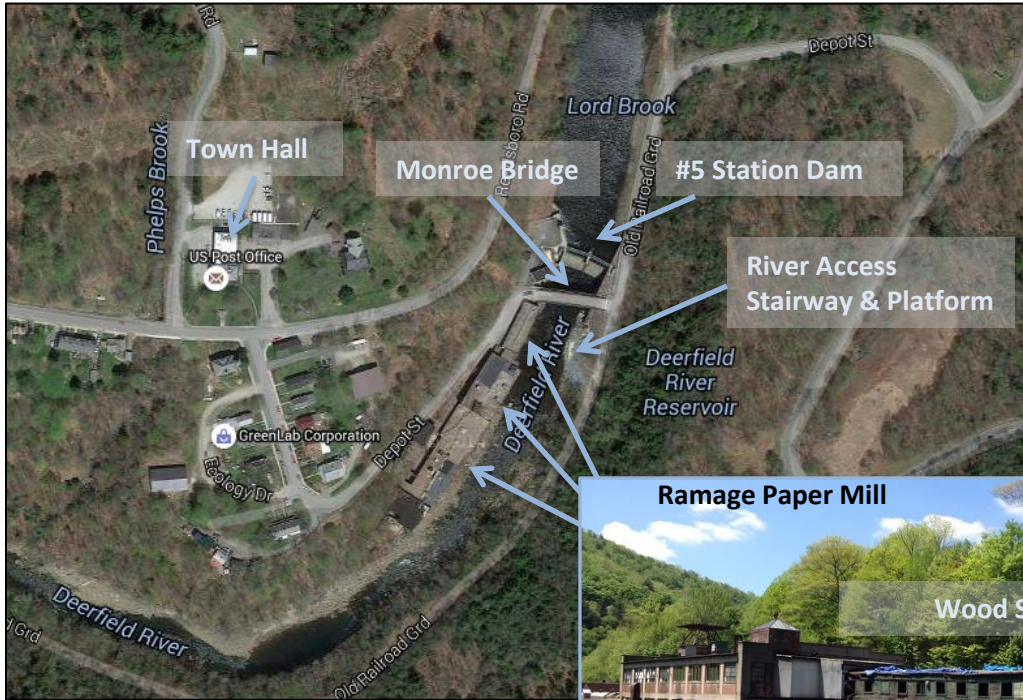 Rd
Depot St
Lord Brook
Town Hall
Monroe Bridge
#5 Station Dam
Phelps Brook
Rd
Old Railroad Grd
US Post Office
River Access
Stairway & Platform
Deerfield River
Deerfield
River
Reservoir
GreenLab Corporation
Depot St
Ecology Dr
Ramage Paper Mill
Wood S
Deerfield River
Grd
Old Railroad Grd